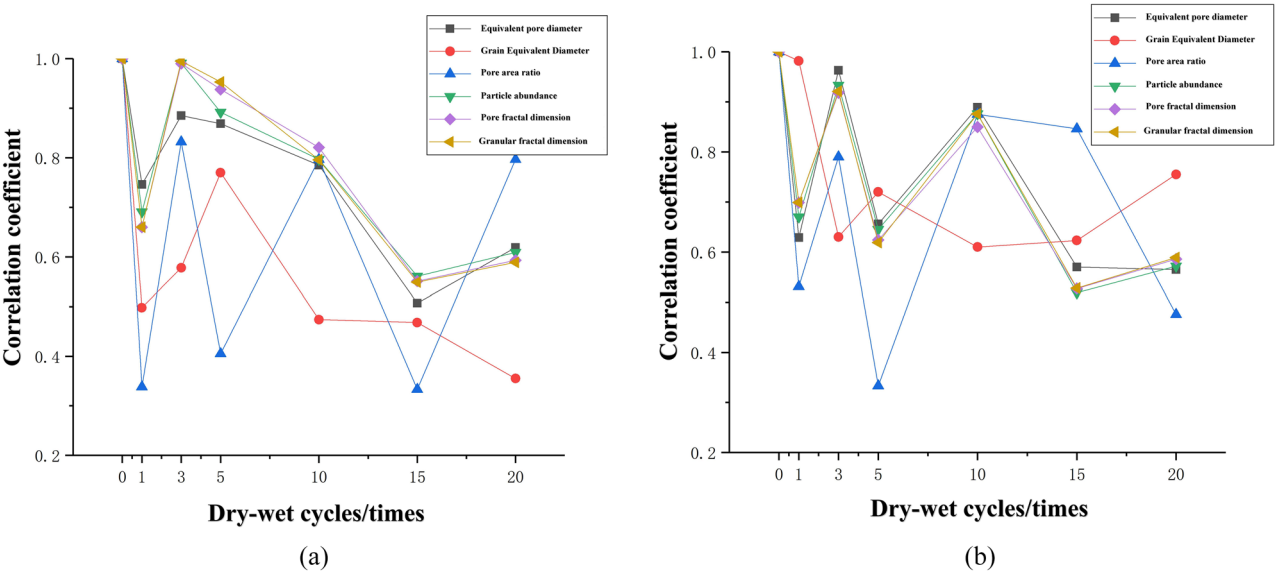 Equivalent pore diameter
Grain Equivalent Diameter
Pore area ratio
Particle abundance
Pore fractal dimension
Granular fractal dimension
1.0
0.8
0.6
0.4
0.2
Correlation coefficient
0 1 3 5 10 15 20
Dry-wet cycles/times
(a)
Equivalent pore diameter
Grain Equivalent Diameter
Pore area ratio
Particle abundance
Pore fractal dimension
Granular fractal dimension
1.0
0.8
0.6
0.4
0.2
Correlation coefficient
0 1 3 5 10 15 20
Dry-wet cycles/times
(b)